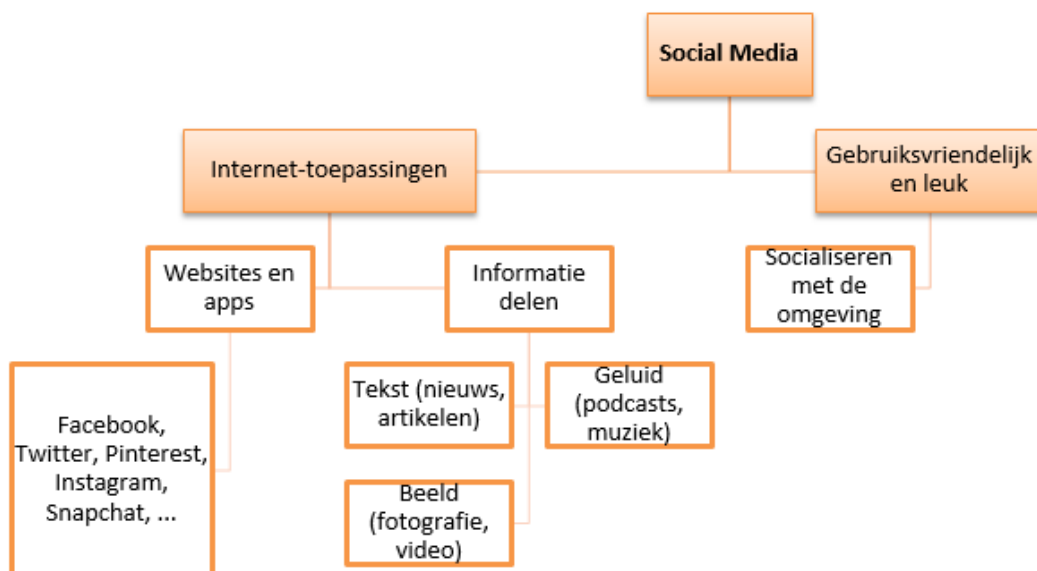 Social Media
Internet-toepassingen
Gebruiksvriendelijk
en leuk
Websites en
apps
Informatie
delen
Socialiseren
met de
omgeving
Facebook,
Twitter, Pinterest,
Instagram,
Snapchat, ...
Tekst (nieuws,
artikelen)
Geluid
(podcasts,
muziek)
Beeld
(fotografie,
video)